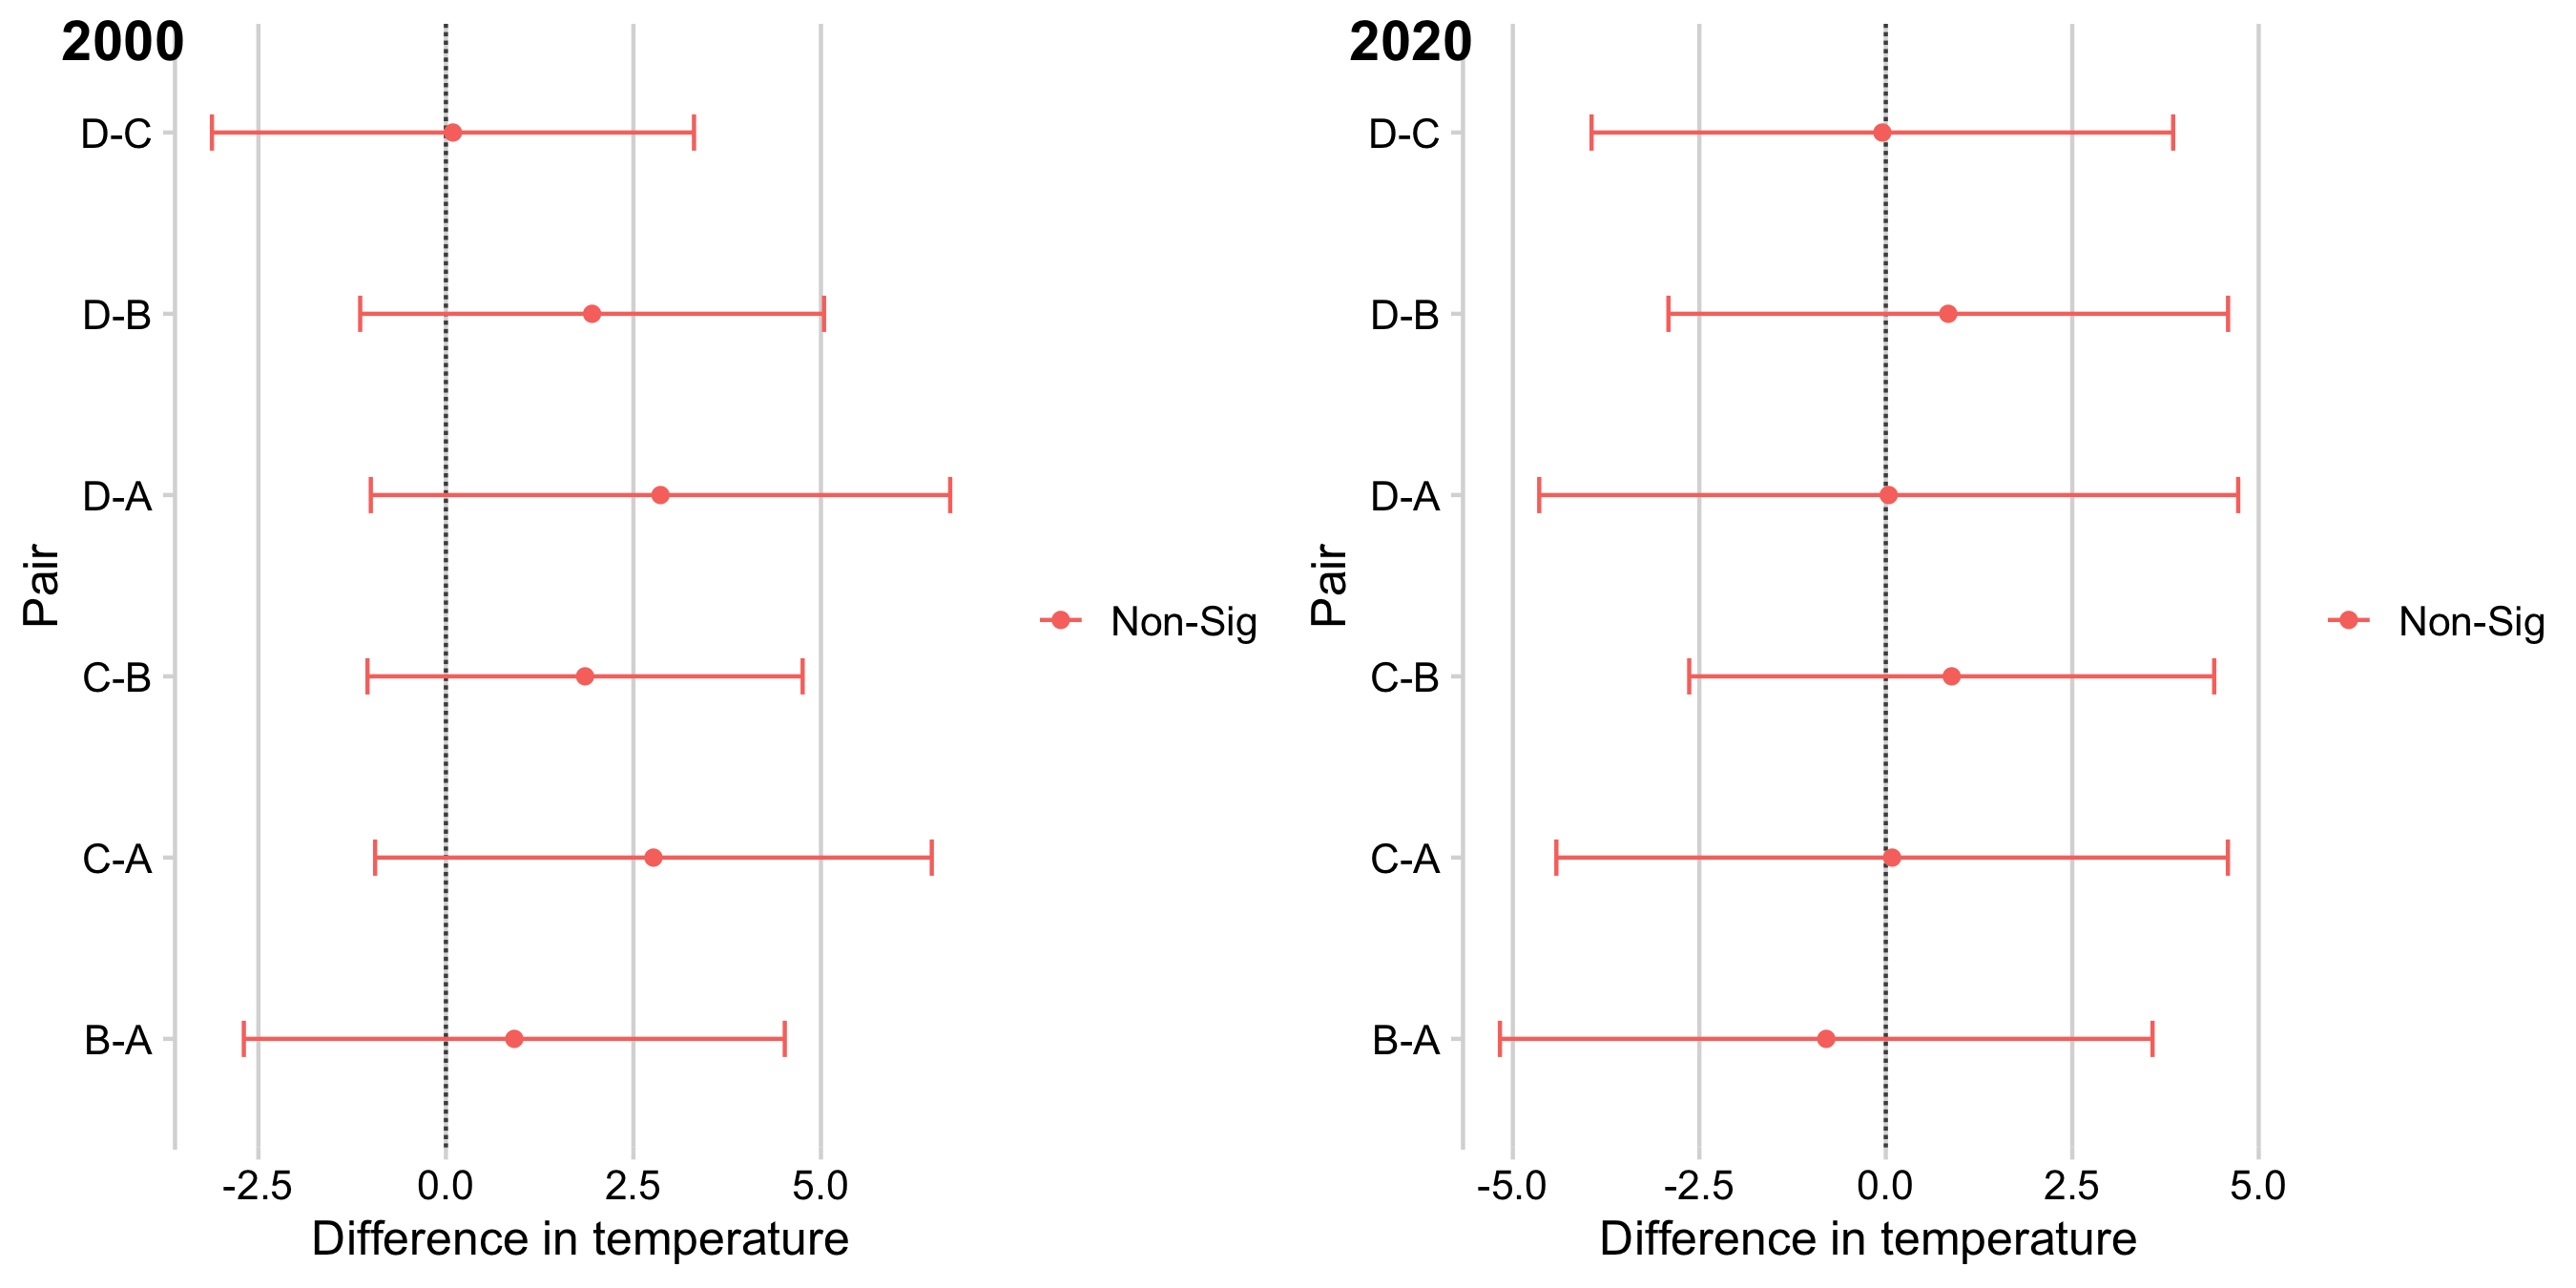 2000
D-C
D-B
D-A
C-B
C-A
B-A
Pair
-2.5 0.0 2.5 5.0
Difference in temperature
Non-Sig
2020
D-C
D-B
D-A
C-B
C-A
B-A
Pair
-5.0 -2.5 0.0 2.5 5.0
Difference in temperature
Non-Sig